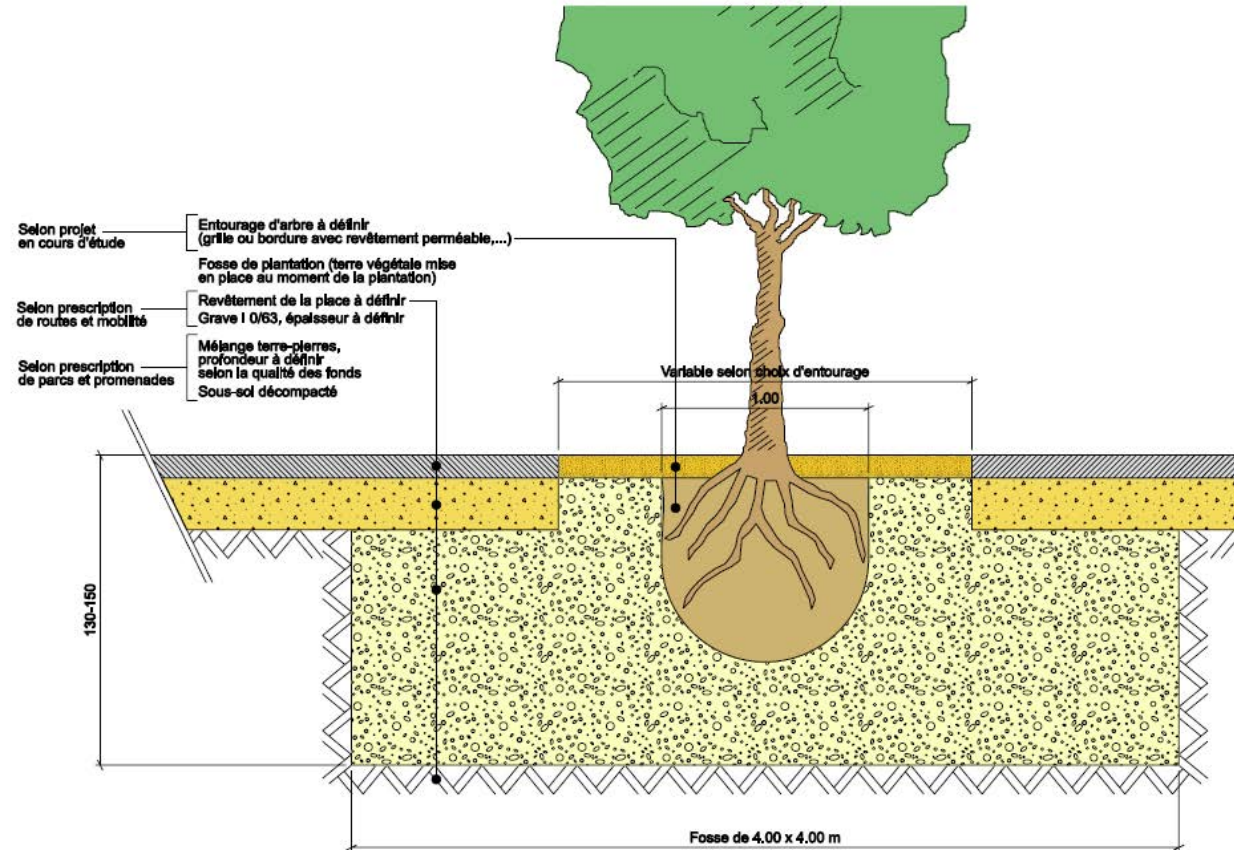 Selon projet
en cours d'étude
Entourage d'arbre à définir
(grille ou bordure avec revêtement perméable,...)
Fosse de plantation (terre végétale mise
en place au moment de la plantation)
Selon prescription
de routes et mobilité
Revêtement de la place à définir
Grave I 0/63, épaisseur à définir
Selon prescription
de parcs et promenades
Mélange terre-pierres,
profondeur à définir
selon la qualité des fonds
Sous-sol décompacté
Variable selon choix d'entourage
1.00
130-150
Fosse de 4.00 x 4.00 m